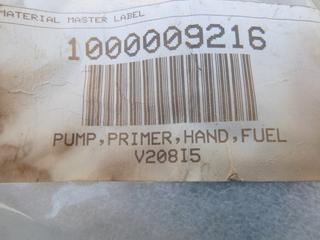 MATERIAL MASTER LABEL
1000009216
PUMP,PRIMER,HAND,FUEL
V208I5